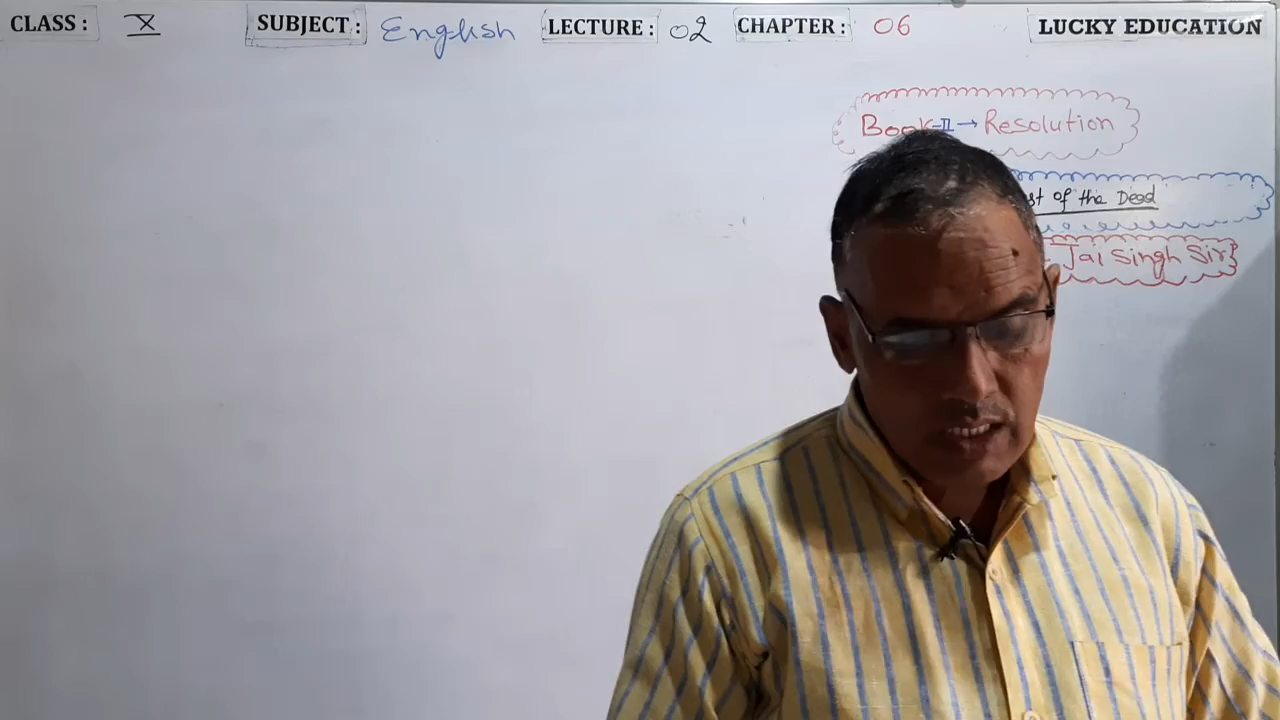 CLASS : X SUBJECT : English LECTURE : 02 CHAPTER : 06 LUCKY EDUCATION
Book-II → Resolution
of the Dead
Jai Singh Sir